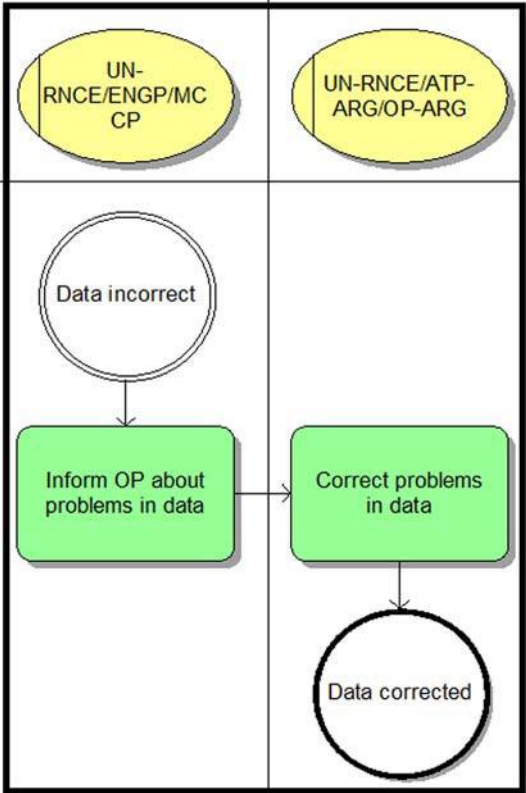 UN-
RNCE/ENGP/MC
CP
UN-RNCE/ATP-
ARG/OP-ARG
Data incorrect
Inform OP about
problems in data
Correct problems
in data
Data corrected